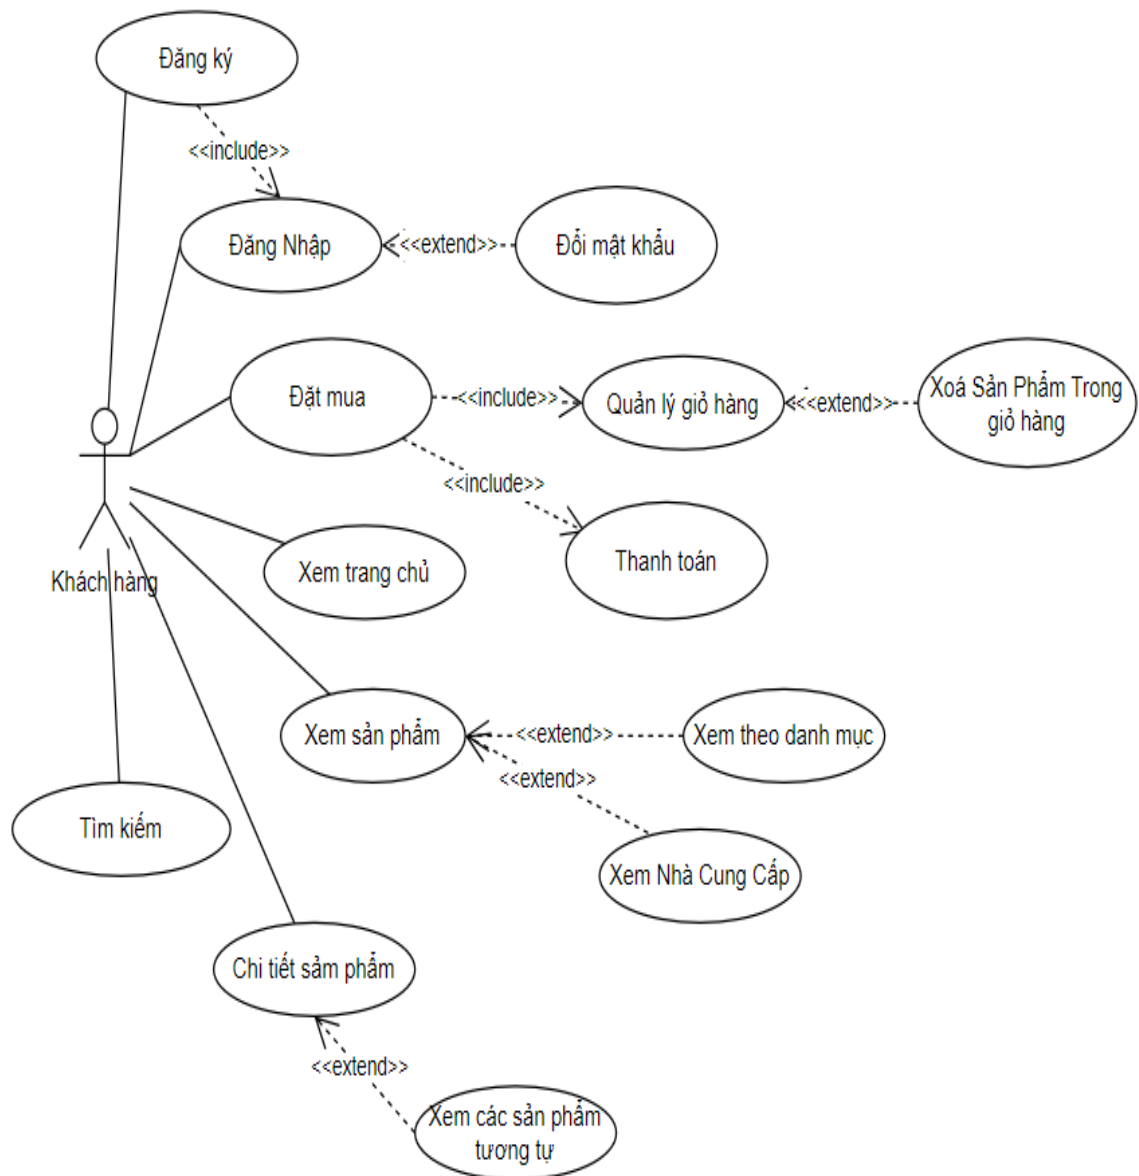 Đăng ký
<<include>>
Đăng Nhập
<<extend>>
Đổi mật khẩu
Đặt mua
<<include>>
Quản lý giỏ hàng
<<extend>>
Xoá Sản Phẩm Trong
giỏ hàng
<<include>>
Thanh toán
Khách hàng
Xem trang chủ
Xem sản phẩm
<<extend>>
Xem theo danh mục
<<extend>>
Xem Nhà Cung Cấp
Tìm kiếm
Chi tiết sảm phẩm
<<extend>>
Xem các sản phẩm
tương tự